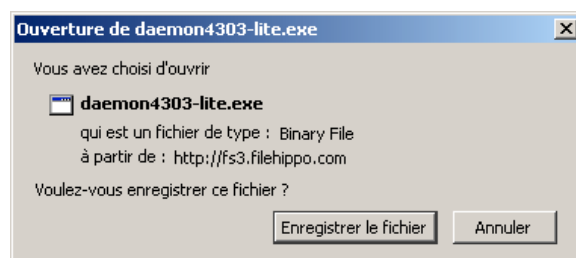 Ouverture de daemon4303-lite.exe
Vous avez choisi d'ouvrir
daemon4303-lite.exe
qui est un fichier de type : Binary File
à partir de : http://fs3.filehippo.com
Voulez-vous enregistrer ce fichier ?
Enregistrer le fichier Annuler